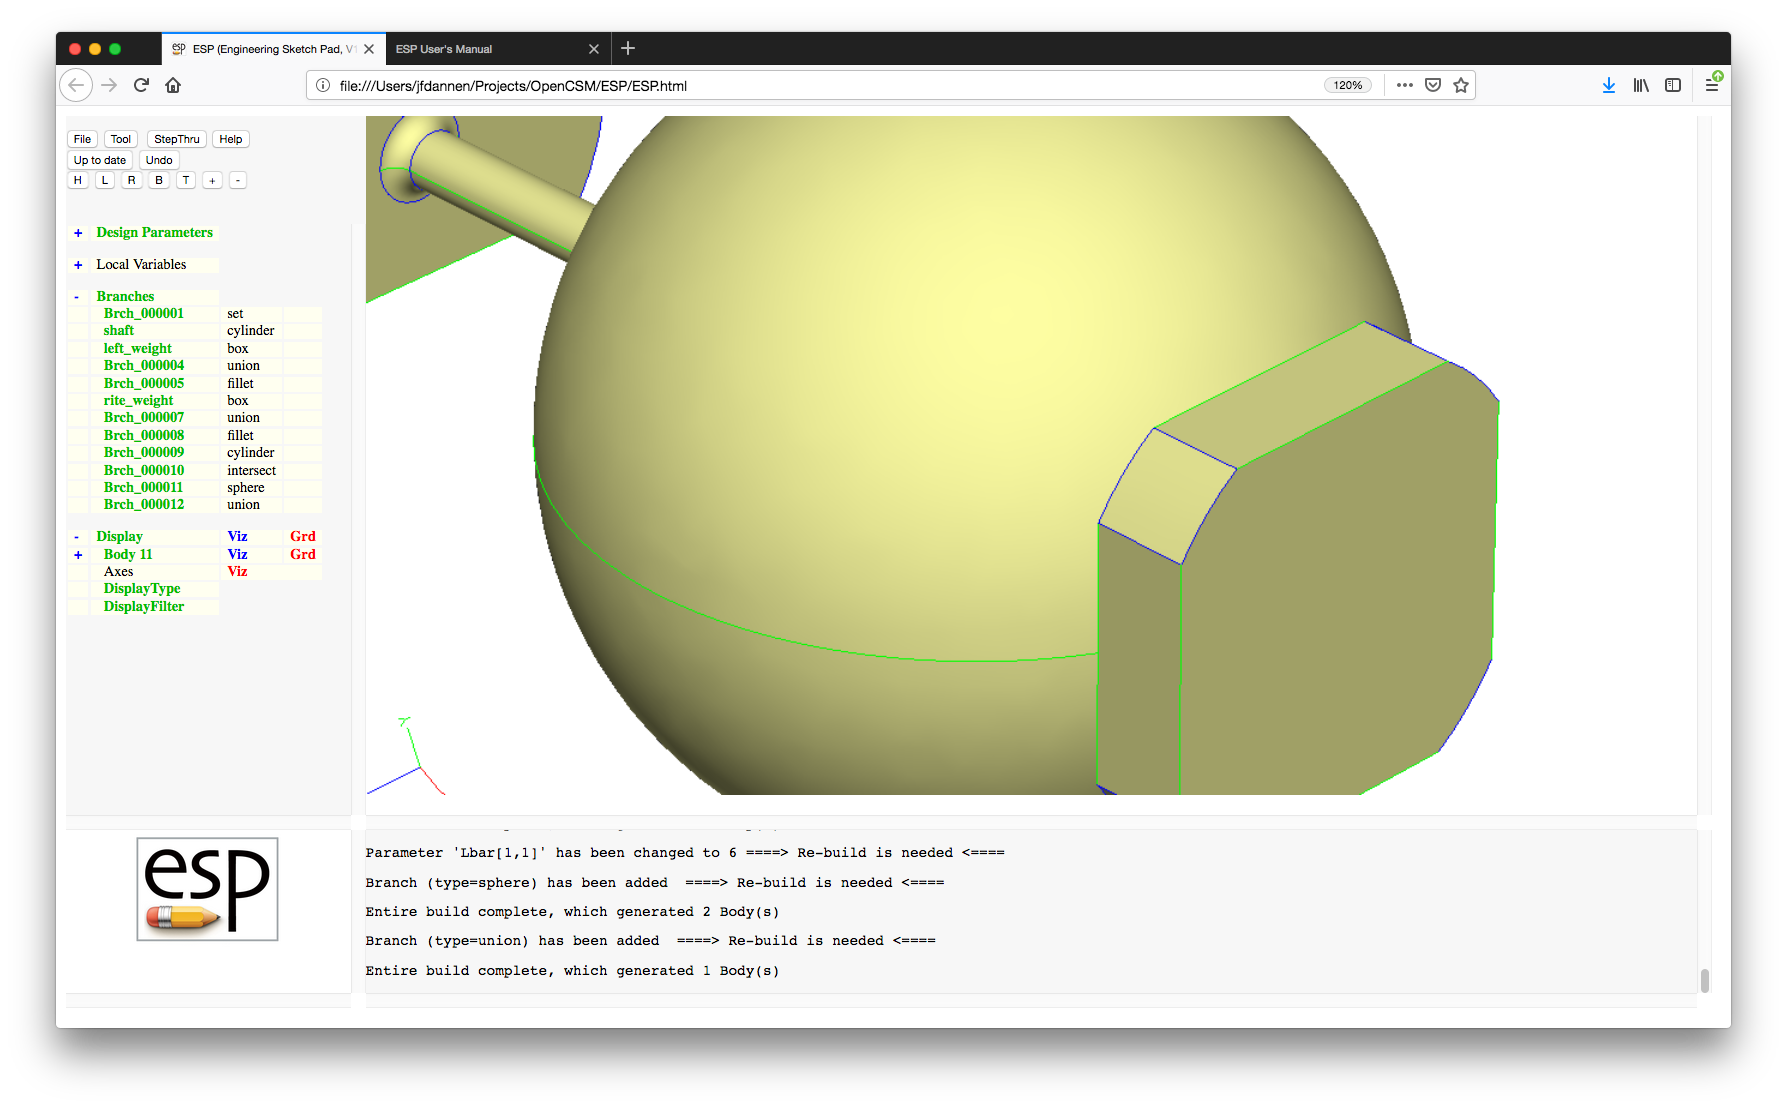 ESP (Engineering Sketch Pad, V1
ESP User's Manual
file:///Users/jfdannen/Projects/OpenCSM/ESP/ESP.html 120%
File Tool StepThru Help
Up to date Undo
H L R B T + -
+ Design Parameters
+ Local Variables
- Branches
Brch_000001 set
shaft cylinder
left_weight box
Brch_000004 union
Brch_000005 fillet
rite_weight box
Brch_000007 union
Brch_000008 fillet
Brch_000009 cylinder
Brch_000010 intersect
Brch_000011 sphere
Brch_000012 union
- Display Viz Grd
+ Body 11 Viz Grd
Axes Viz
DisplayType
DisplayFilter
esp
Parameter 'Lbar[1,1]' has been changed to 6 ====> Re-build is needed <====
Branch (type=sphere) has been added ====> Re-build is needed <====
Entire build complete, which generated 2 Body(s)
Branch (type=union) has been added ====> Re-build is needed <====
Entire build complete, which generated 1 Body(s)